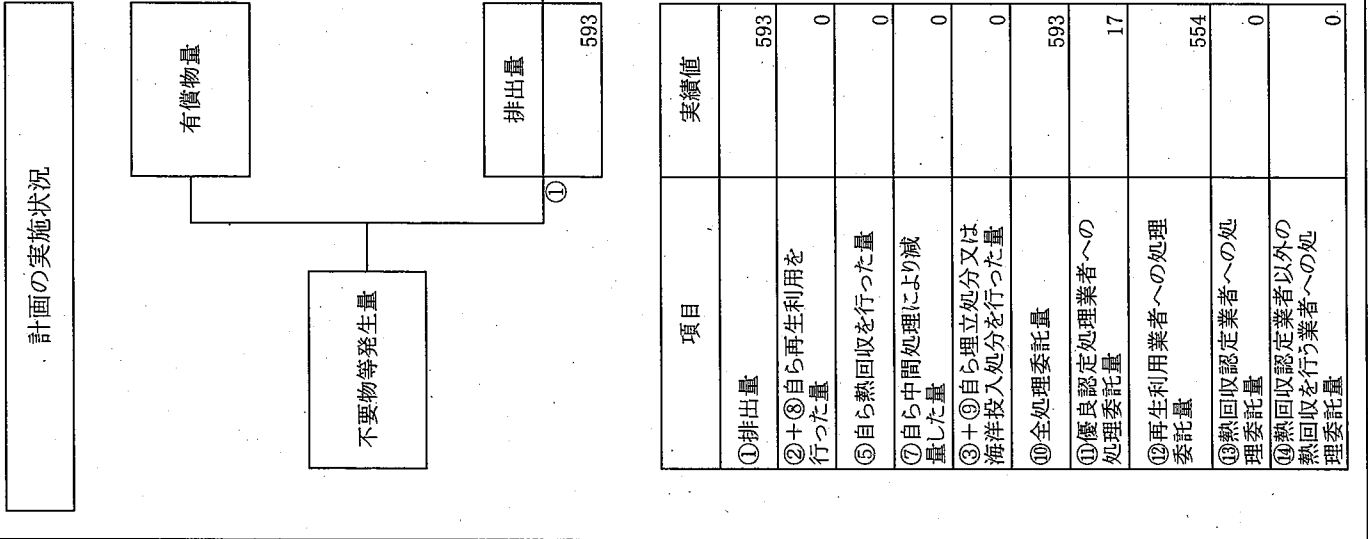 計画の実施状況
有償物量
不要物等発生量
排出量
①
593
項目
実績値
①排出量
593
②+⑧自ら再生利用を
行った量
0
⑤自ら熱回収を行った量
0
⑦自ら中間処理により減
量した量
0
③+⑨自ら埋立処分又は
海洋投入処分を行った量
0
⑩全処理委託量
593
⑪優良認定処理業者への
処理委託量
17
⑫再生利用業者への処理
委託量
554
⑬熱回収認定業者への処
理委託量
0
⑭熱回収認定業者以外の
熱回収を行う業者への処
理委託量
0